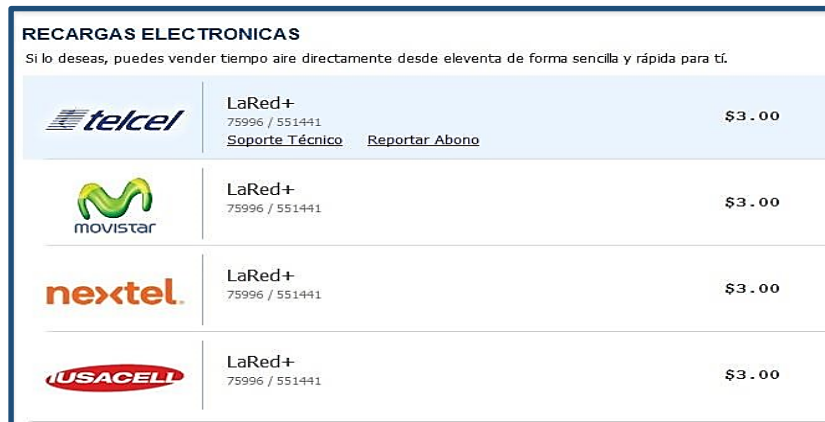 RECARGAS ELECTRONICAS
Si lo deseas, puedes vender tiempo aire directamente desde eleventa de forma sencilla y rápida para tí.
telcel
LaRed+
75996 / 551441
Soporte Técnico Reportar Abono
$3.00
movistar
LaRed+
75996 / 551441
$3.00
nextel.
LaRed+
75996 / 551441
$3.00
IUSACELL
LaRed+
75996 / 551441
$3.00